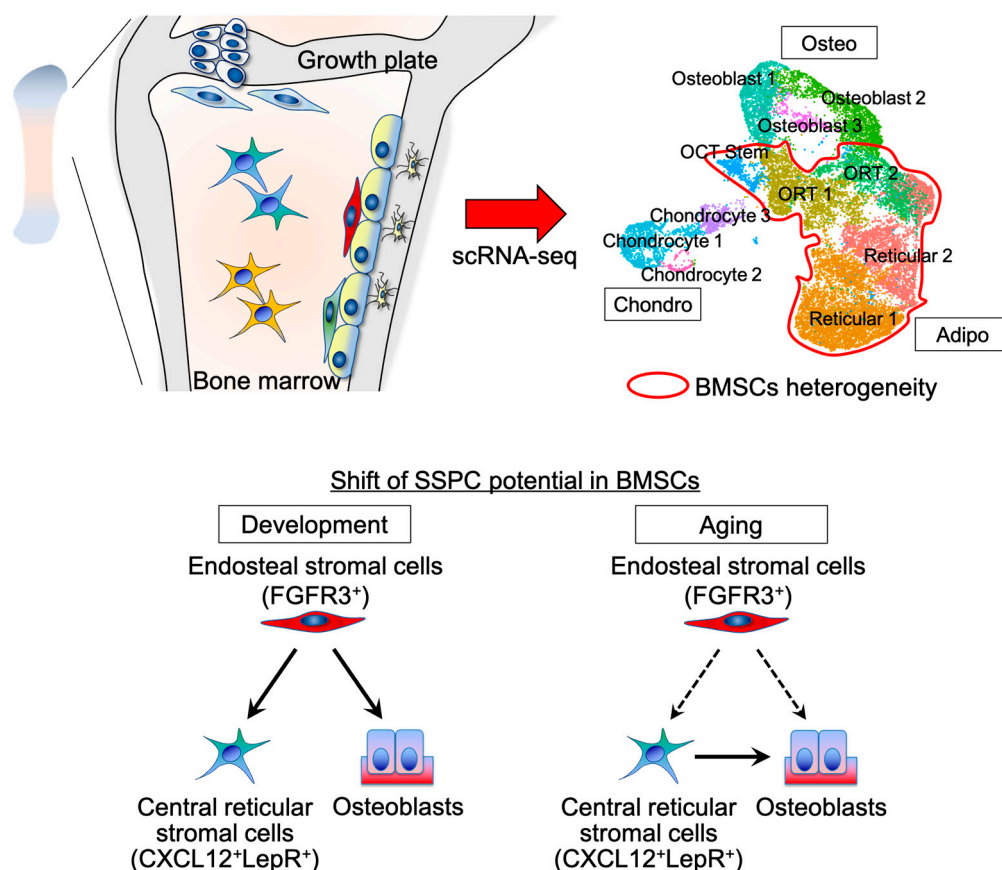 Growth plate
Bone marrow
scRNA-seq
Osteo
Osteoblast 1
Osteoblast 2
Osteoblast 3
OCT Stem
ORT 2
ORT 1
Chondrocyte 3
Chondrocyte 1
Chondrocyte 2
Reticular 2
Chondro
Reticular 1
Adipo
BMSCs heterogeneity
Shift of SSPC potential in BMSCs
Development
Endosteal stromal cells
(FGFR3⁺)
Central reticular
stromal cells
(CXCL12⁺LepR⁺)
Osteoblasts
Aging
Endosteal stromal cells
(FGFR3⁺)
Central reticular
stromal cells
(CXCL12⁺LepR⁺)
Osteoblasts